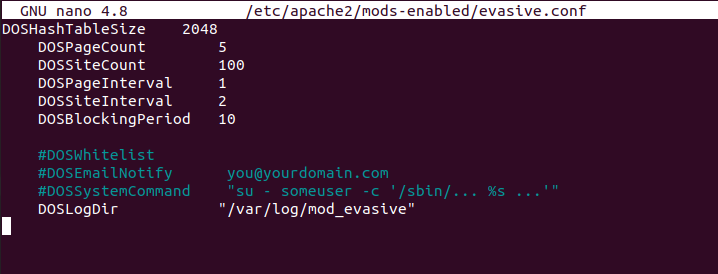 GNU nano 4.8 /etc/apache2/mods-enabled/evasive.conf
DOSHashTableSize 2048
DOSPageCount 5
DOSSiteCount 100
DOSPageInterval 1
DOSSiteInterval 2
DOSBlockingPeriod 10
#DOSWhitelist
#DOSEmailNotify you@yourdomain.com
#DOSSystemCommand "su - someuser -c '/sbin/... %s ...'"
DOSLogDir "/var/log/mod_evasive"